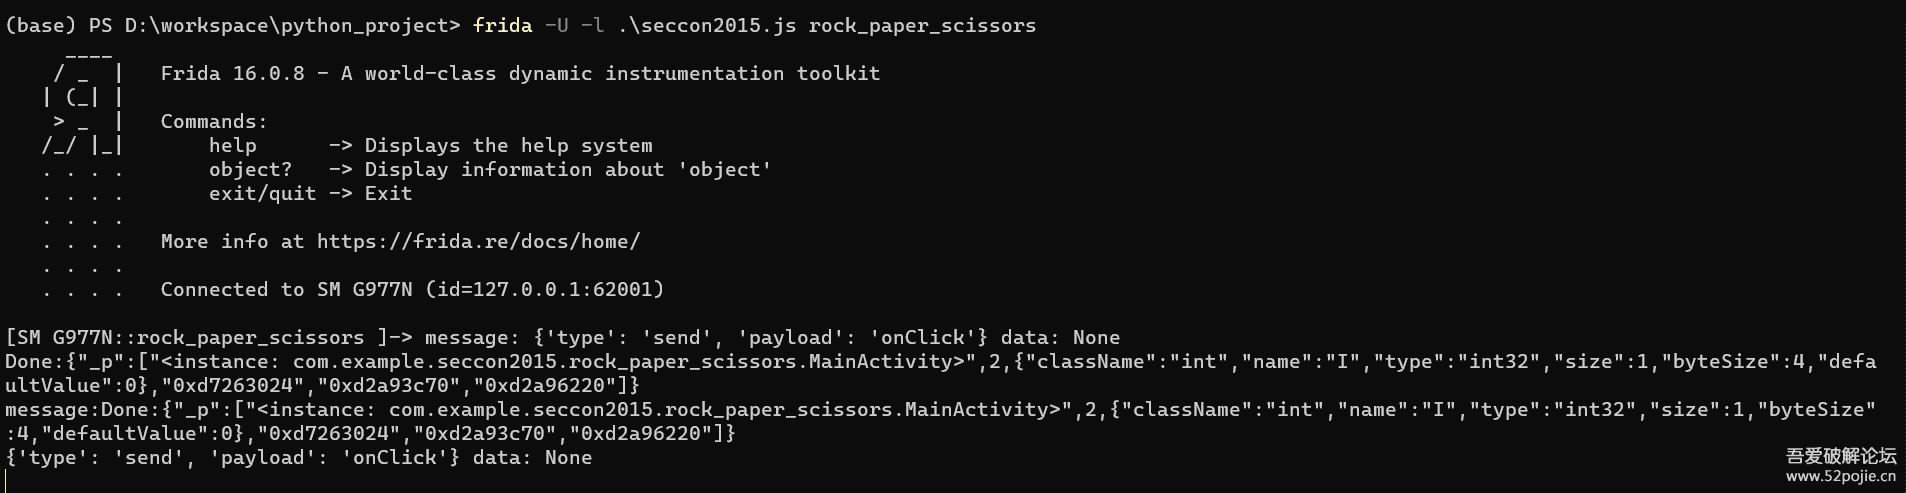 (base) PS D:\workspace\python_project> frida -U -l .\seccon2015.js rock_paper_scissors
     ____
    / _  |   Frida 16.0.8 - A world-class dynamic instrumentation toolkit
   | (_| |
    > _  |   Commands:
   /_/ |_|       help      -> Displays the help system
   . . . .       object?   -> Display information about 'object'
   . . . .       exit/quit -> Exit
   . . . .
   . . . .   More info at https://frida.re/docs/home/
   . . . .
   . . . .   Connected to SM G977N (id=127.0.0.1:62001)
[SM G977N::rock_paper_scissors ]-> message: {'type': 'send', 'payload': 'onClick'} data: None
Done:{"_p":["<instance: com.example.seccon2015.rock_paper_scissors.MainActivity>",2,{"className":"int","name":"I","type":"int32","size":1,"byteSize":4,"defa
ultValue":0},"0xd7263024","0xd2a93c70","0xd2a96220"]}
message:Done:{"_p":["<instance: com.example.seccon2015.rock_paper_scissors.MainActivity>",2,{"className":"int","name":"I","type":"int32","size":1,"byteSize"
:4,"defaultValue":0},"0xd7263024","0xd2a93c70","0xd2a96220"]}
{'type': 'send', 'payload': 'onClick'} data: None
吾爱破解论坛
www.52pojie.cn